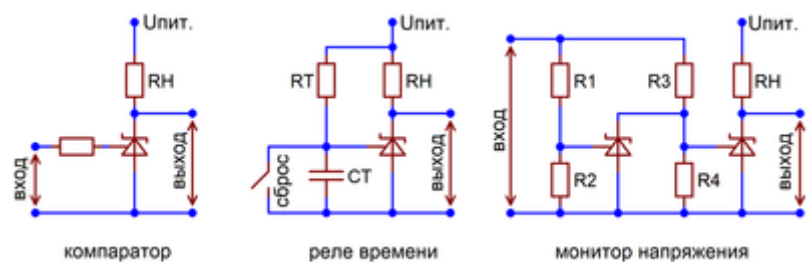 Uпит.
RH
вход
выход
компаратор
Uпит.
RT
RH
сброс
CT
выход
реле времени
Uпит.
вход
R1
R3
RH
R2
R4
выход
монитор напряжения